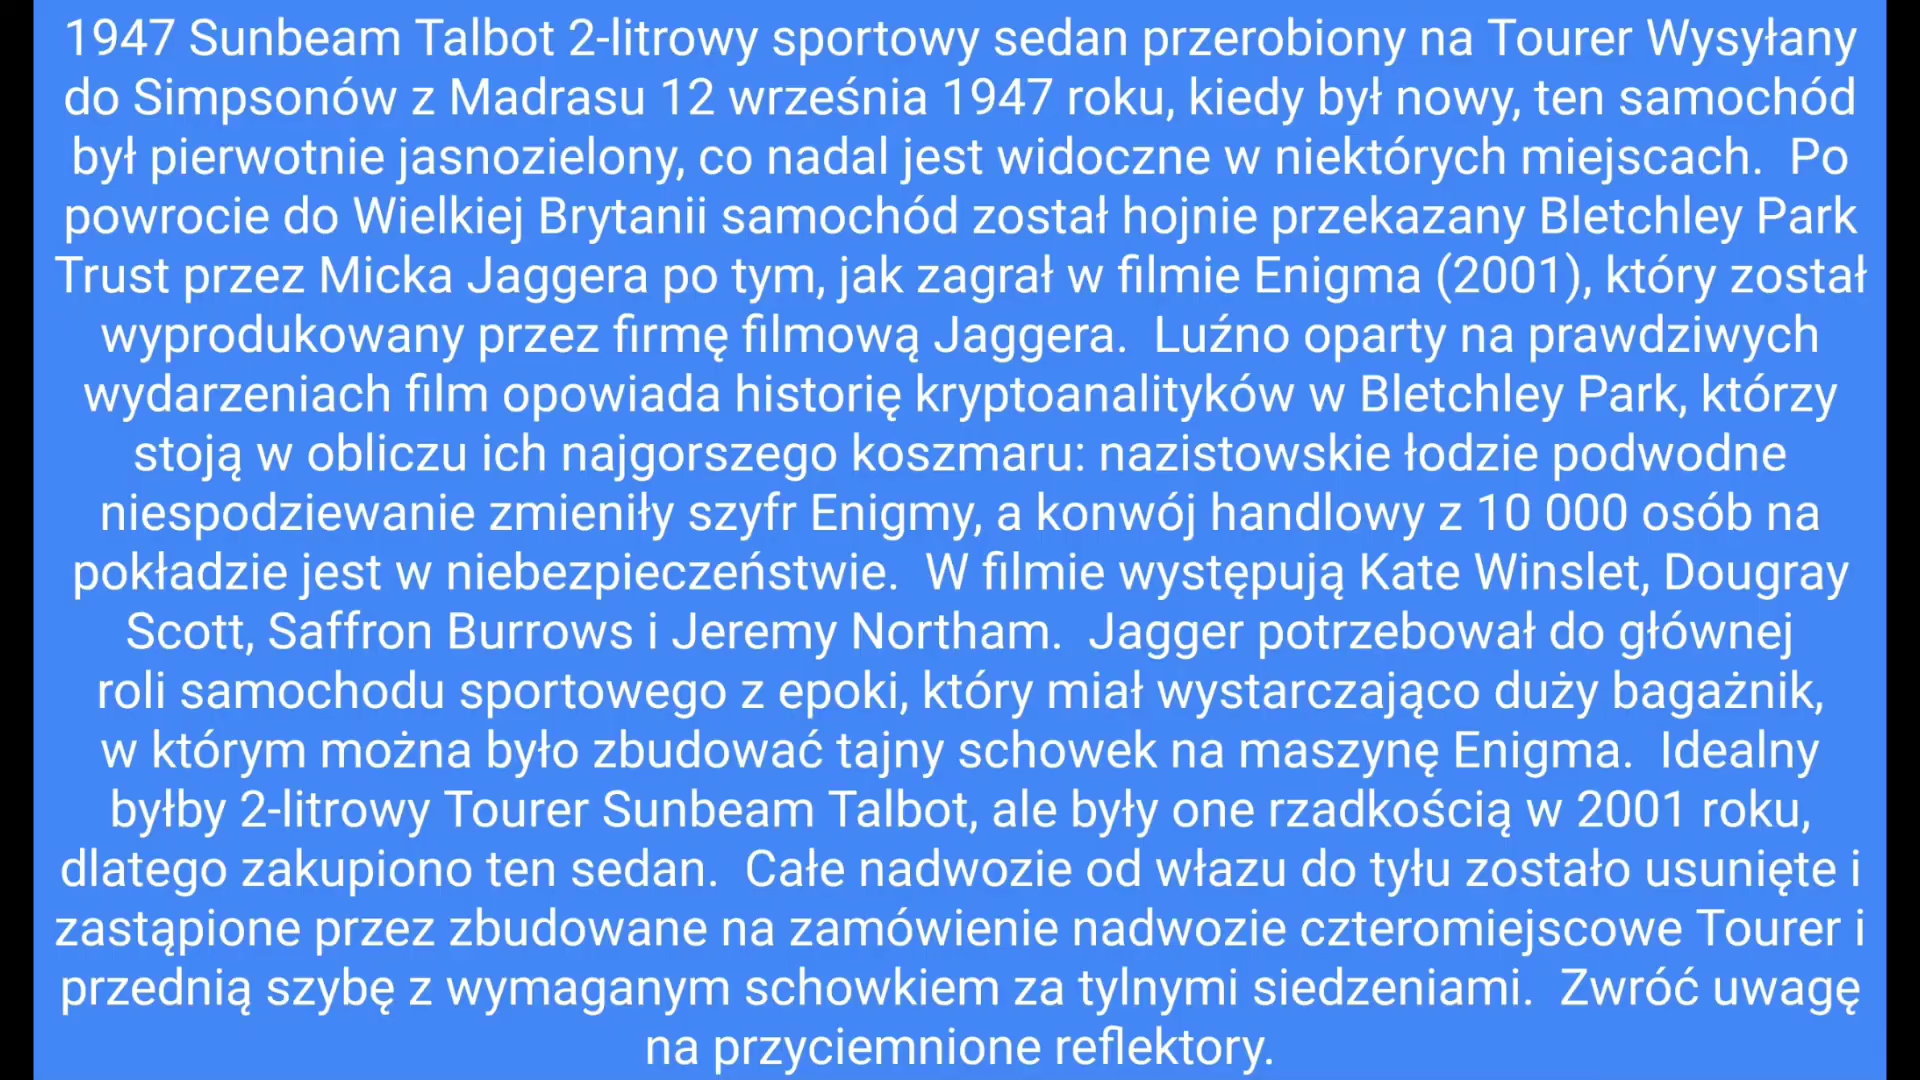 1947 Sunbeam Talbot 2-litrowy sportowy sedan przerobiony na Tourer Wysyłany
do Simpsonów z Madrasu 12 września 1947 roku, kiedy był nowy, ten samochód
był pierwotnie jasnozielony, co nadal jest widoczne w niektórych miejscach.  Po
powrocie do Wielkiej Brytanii samochód został hojnie przekazany Bletchley Park
Trust przez Micka Jaggera po tym, jak zagrał w filmie Enigma (2001), który został
wyprodukowany przez firmę filmową Jaggera.  Luźno oparty na prawdziwych
wydarzeniach film opowiada historię kryptoanalityków w Bletchley Park, którzy
stoją w obliczu ich najgorszego koszmaru: nazistowskie łodzie podwodne
niespodziewanie zmieniły szyfr Enigmy, a konwój handlowy z 10 000 osób na
pokładzie jest w niebezpieczeństwie.  W filmie występują Kate Winslet, Dougray
Scott, Saffron Burrows i Jeremy Northam.  Jagger potrzebował do głównej
roli samochodu sportowego z epoki, który miał wystarczająco duży bagażnik,
w którym można było zbudować tajny schowek na maszynę Enigma.  Idealny
byłby 2-litrowy Tourer Sunbeam Talbot, ale były one rzadkością w 2001 roku,
dlatego zakupiono ten sedan.  Całe nadwozie od włazu do tyłu zostało usunięte i
zastąpione przez zbudowane na zamówienie nadwozie czteromiejscowe Tourer i
przednią szybę z wymaganym schowkiem za tylnymi siedzeniami.  Zwróć uwagę
na przyciemnione reflektory.